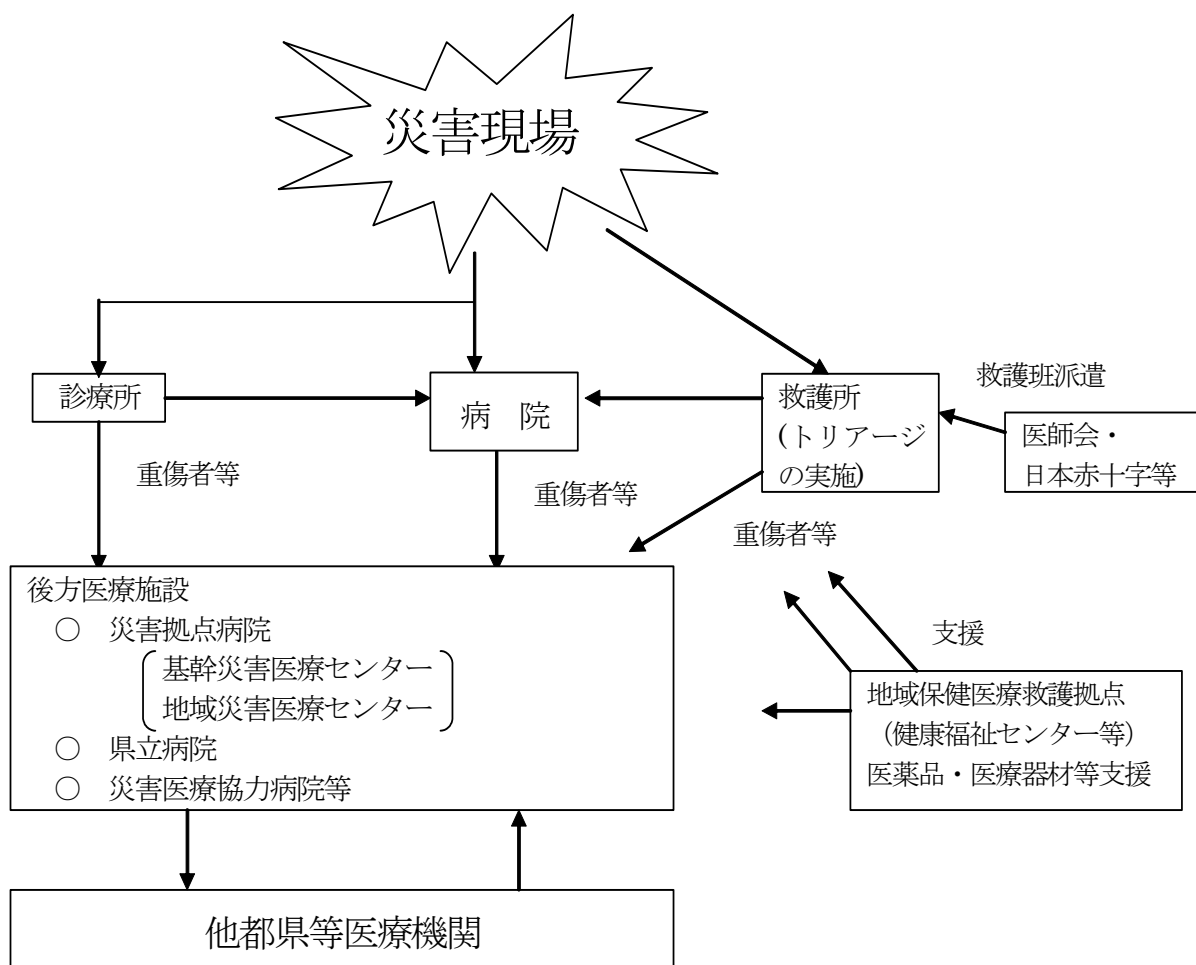 災害現場
救護班派遣
診療所
病　院
救護所
(トリアージ
の実施)
医師会・
日本赤十字等
重傷者等
重傷者等
重傷者等
後方医療施設
○　災害拠点病院
基幹災害医療センター
地域災害医療センター
○　県立病院
○　災害医療協力病院等
支援
地域保健医療救護拠点
（健康福祉センター等）
医薬品・医療器材等支援
他都県等医療機関